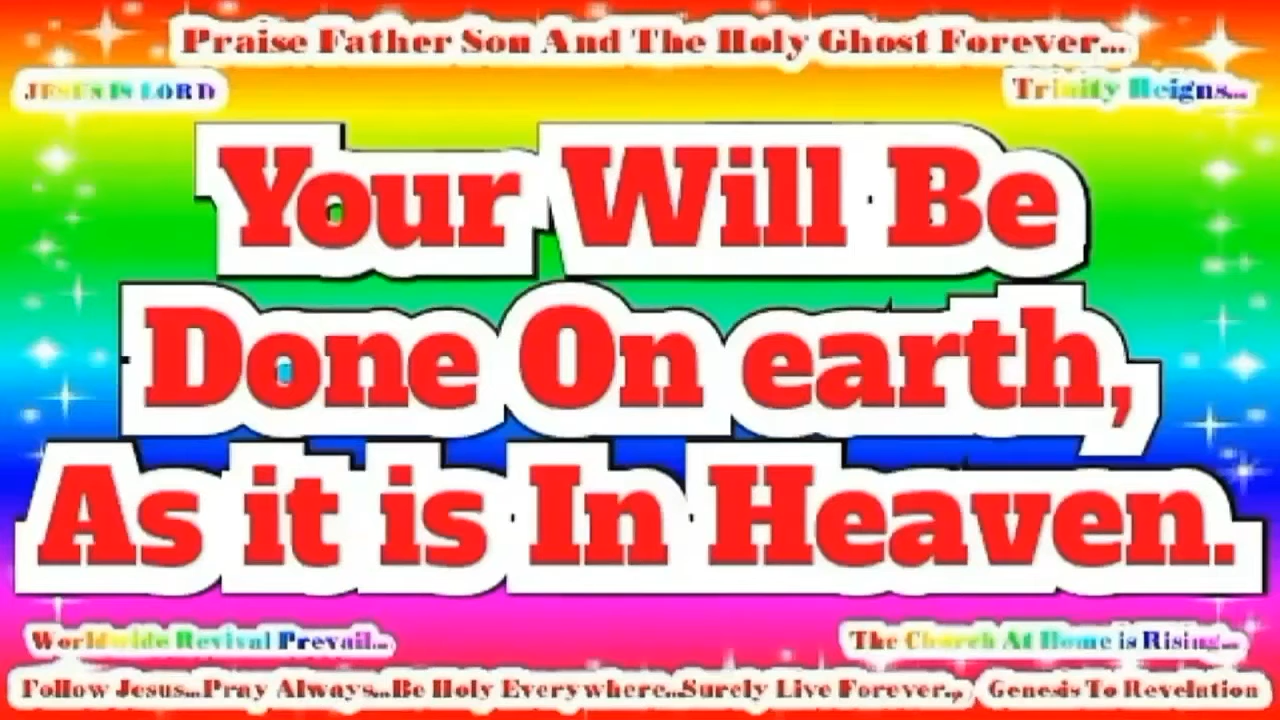 Praise Father Son And The Holy Ghost Forever...
JESUS IS LORD
Trinity Reigns...
Your Will Be
Done On earth,
As it is In Heaven.
Worldwide Revival Prevail...
The Church At Home is Rising...
Follow Jesus...Pray Always...Be Holy Everywhere...Surely Live Forever.., Genesis To Revelation